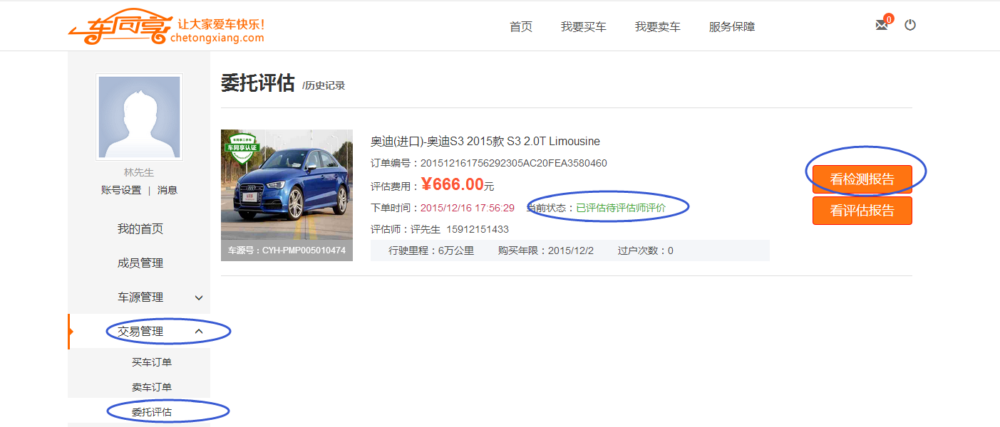 车同享 让大家爱车快乐！
chetongxiang.com
首页 我要买车 我要卖车 服务保障
0
林先生
账号设置 | 消息
我的首页
成员管理
车源管理
交易管理
买车订单
卖车订单
委托评估
委托评估 /历史记录
车同享二手车
车同享认证
车源号：CYH-PMP005010474
奥迪(进口)-奥迪S3 2015款 S3 2.0T Limousine
订单编号：201512161756292305AC20FEA3580460
评估费用：¥666.00元
下单时间：2015/12/16 17:56:29 当前状态：已评估待评估师评价
评估师：评先生 15912151433
行驶里程：6万公里 购买年限：2015/12/2 过户次数：0
看检测报告
看评估报告